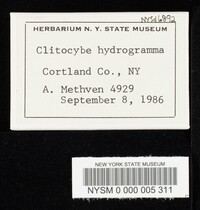 HERBARIUM N. Y. STATE MUSEUM
Clitocybe hydrogramma
Cortland Co., NY
A. Methven 4929
September 8, 1986
NEW YORK STATE MUSEUM
NYSM 0 000 005 311